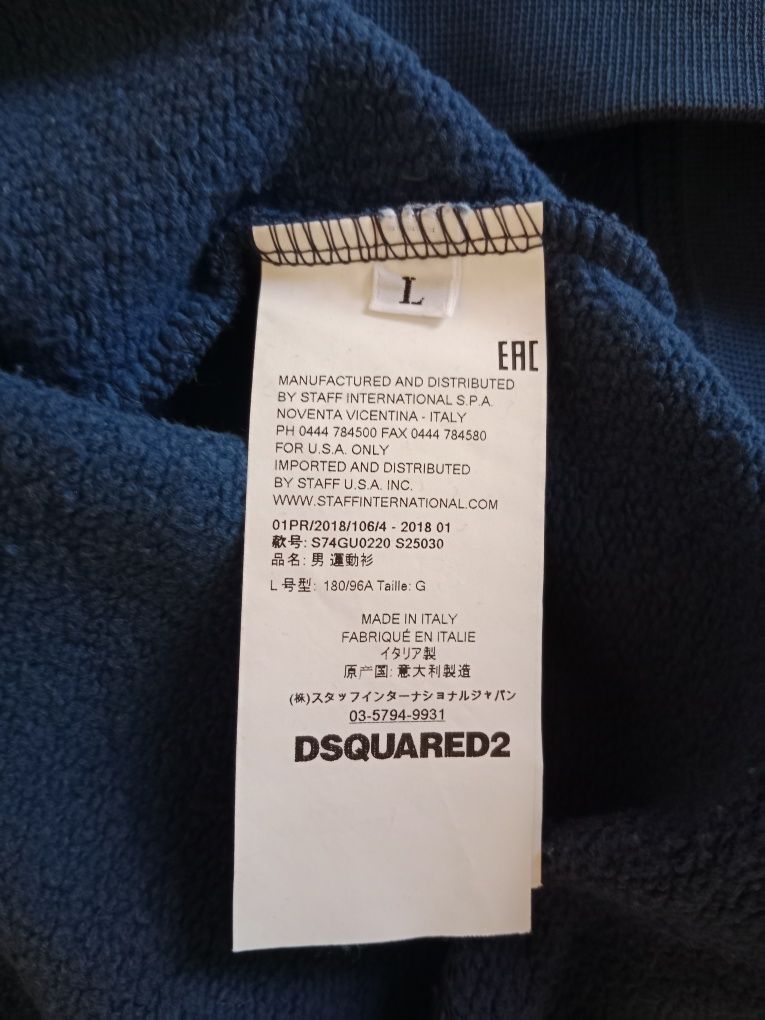 L
EAC
MANUFACTURED AND DISTRIBUTED
BY STAFF INTERNATIONAL S.P.A.
NOVENTA VICENTINA - ITALY
PH 0444 784500 FAX 0444 784580
FOR U.S.A. ONLY
IMPORTED AND DISTRIBUTED
BY STAFF U.S.A. INC.
WWW.STAFFINTERNATIONAL.COM
01PR/2018/106/4 - 2018 01
款号: S74GU0220 S25030
品名: 男 運動衫
L 号型: 180/96A Taille: G
MADE IN ITALY
FABRIQUÉ EN ITALIE
イタリア製
原产国: 意大利製造
(株)スタッフインターナショナルジャパン
03-5794-9931
DSQUARED2